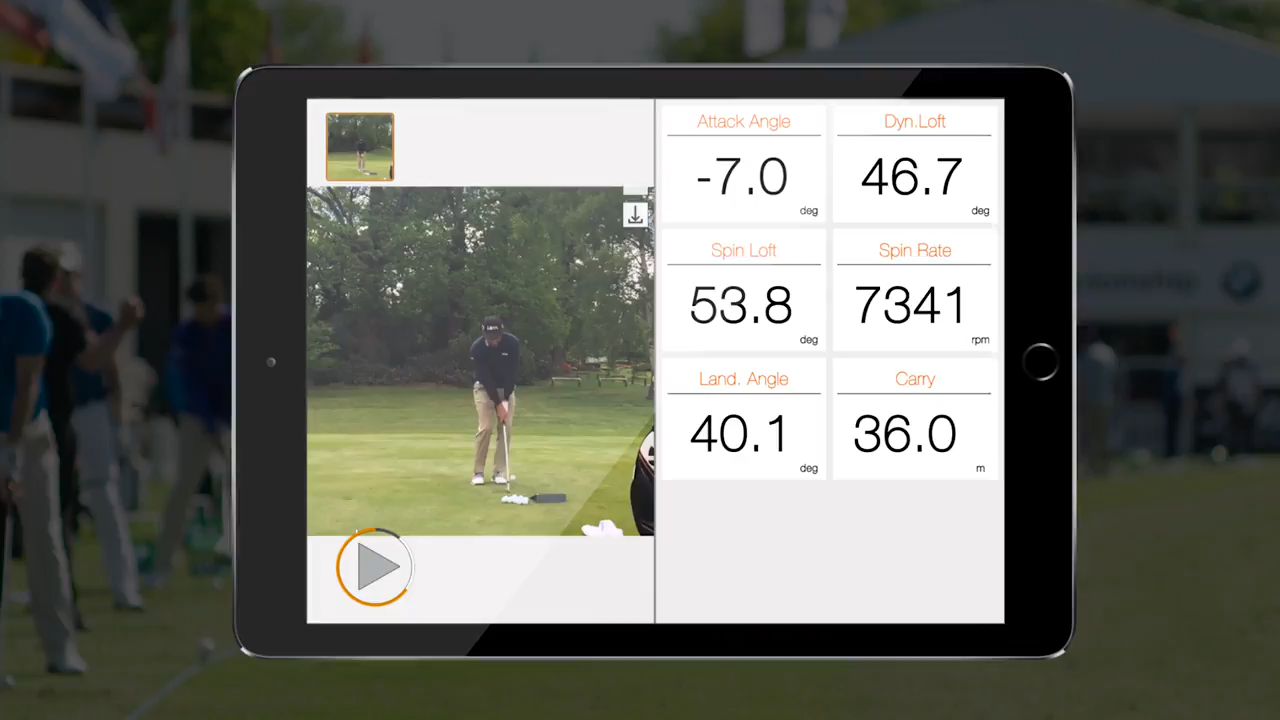 Attack Angle
-7.0
deg
Dyn.Loft
46.7
deg
Spin Loft
53.8
deg
Spin Rate
7341
rpm
Land. Angle
40.1
deg
Carry
36.0
m